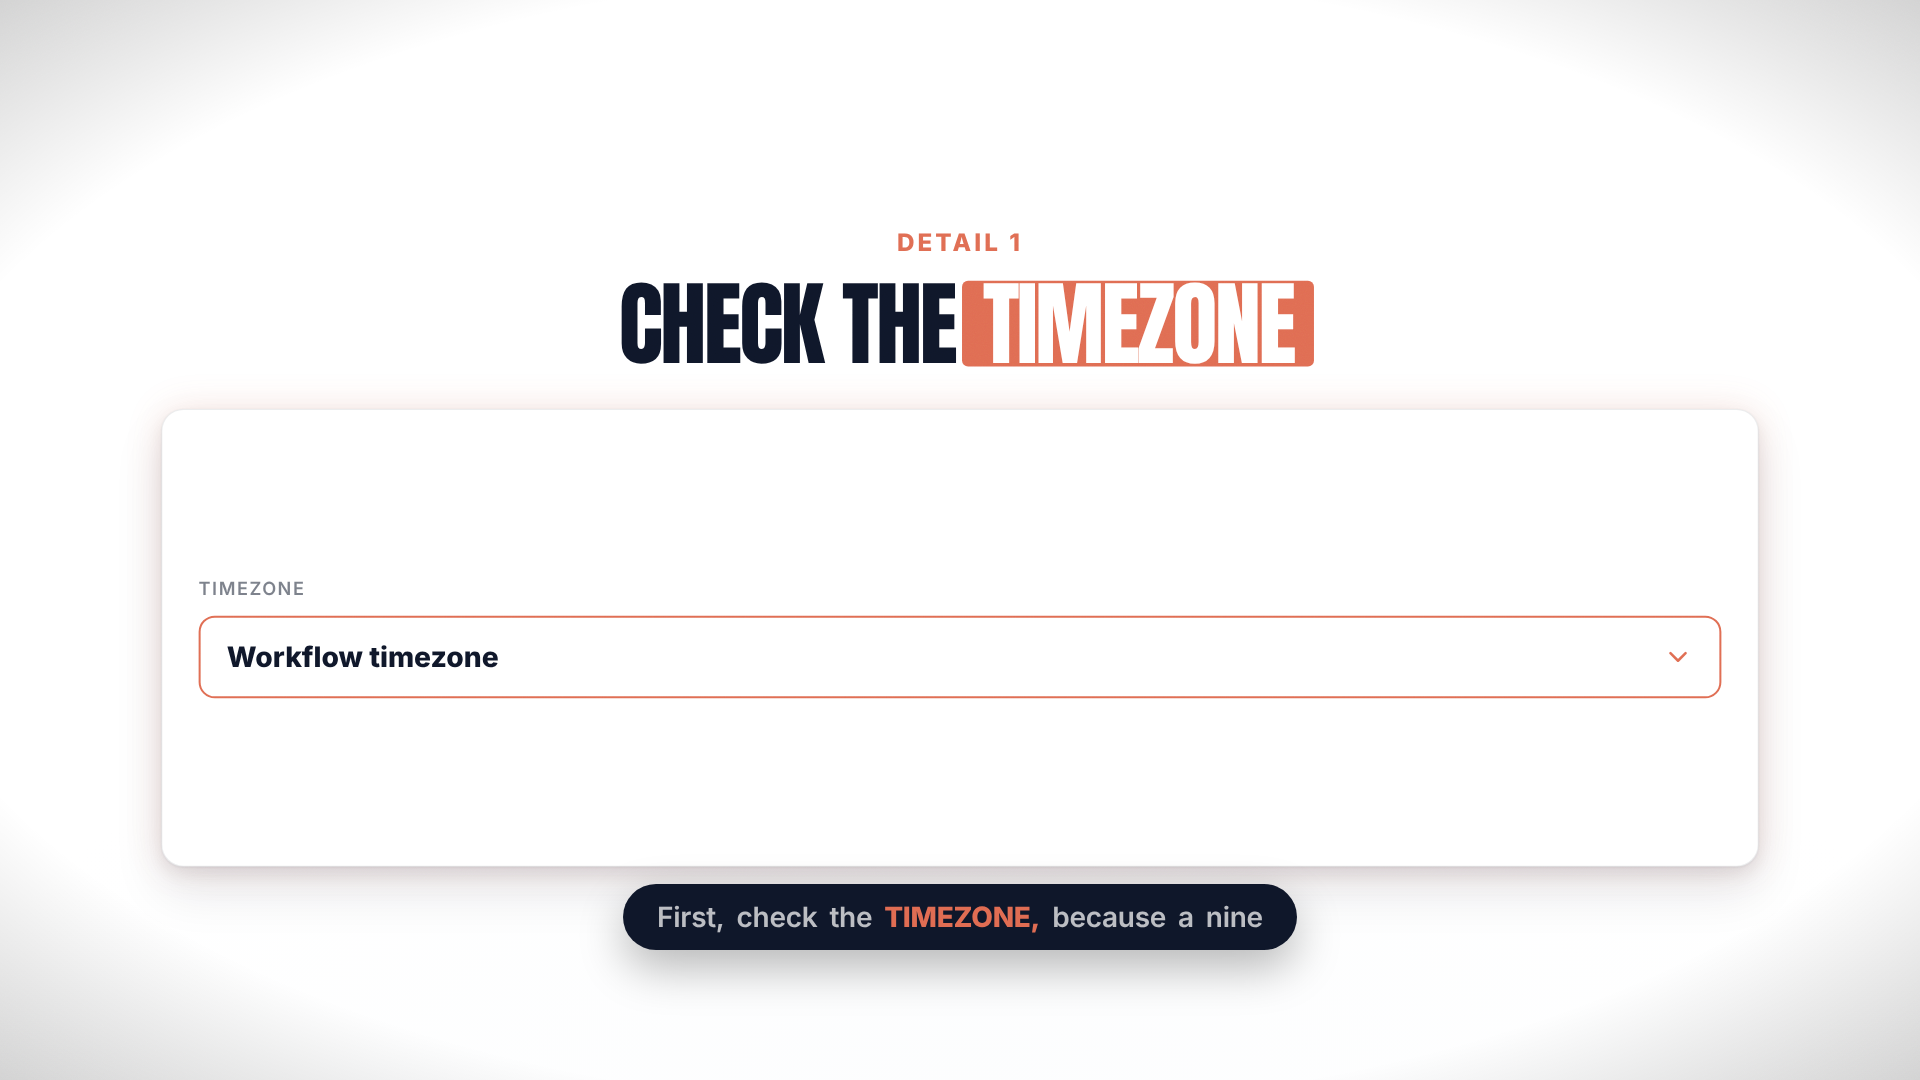 DETAIL 1
CHECK THE TIMEZONE
TIMEZONE
Workflow timezone
First, check the TIMEZONE, because a nine